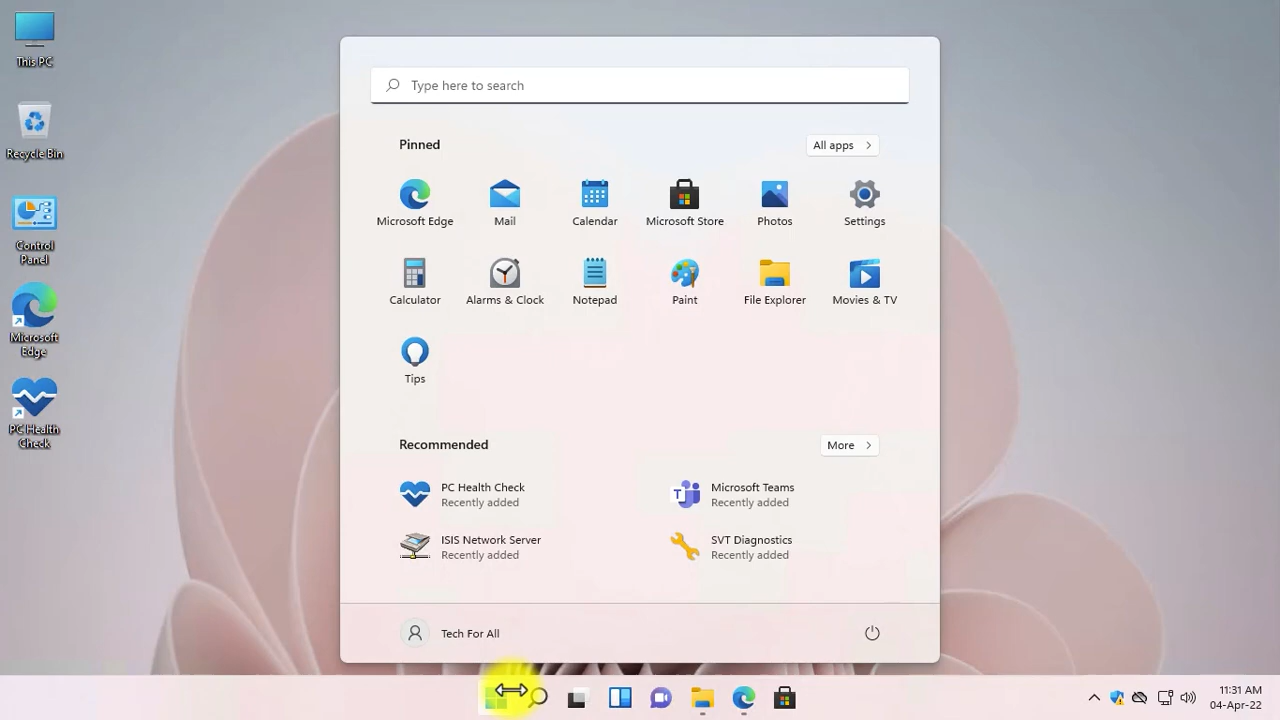 This PC
Recycle Bin
Control
Panel
Microsoft
Edge
PC Health
Check
Type here to search
Pinned
All apps
Microsoft Edge
Mail
Calendar
Microsoft Store
Photos
Settings
Calculator
Alarms & Clock
Notepad
Paint
File Explorer
Movies & TV
Tips
Recommended
More
PC Health Check
Recently added
Microsoft Teams
Recently added
ISIS Network Server
Recently added
SVT Diagnostics
Recently added
Tech For All
11:31 AM
04-Apr-22